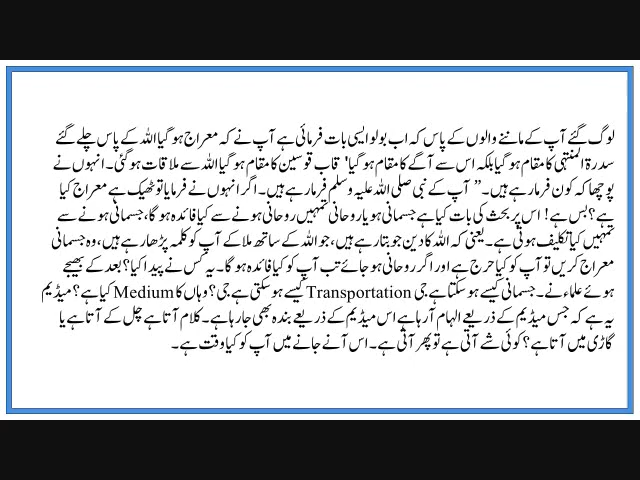 لوگ گئے آپ کے ماننے والوں کے پاس کہ اب بولو ایسی بات فرمائی ہے آپ نے کہ معراج ہو گیا اللہ کے پاس چلے گئے
سدرۃ المنتہیٰ کا مقام ہو گیا بلکہ اس سے آگے کا مقام ہو گیا' قاب قوسین کا مقام ہو گیا اللہ سے ملاقات ہو گئی۔ انہوں نے
پوچھا کہ کون فرما رہے ہیں۔ ” آپ کے نبی صلی اللہ علیہ وسلم فرما رہے ہیں۔ اگر انہوں نے فرمایا تو ٹھیک ہے معراج کیا
ہے؟ بس ہے! اس پر بحث کی بات کیا ہے جسمانی ہو یا روحانی تمہیں روحانی ہونے سے کیا فائدہ ہو گا، جسمانی ہونے سے
تمہیں کیا تکلیف ہوتی ہے۔ یعنی کہ اللہ کا دین جو بتا رہے ہیں، جو اللہ کے ساتھ ملا کے آپ کو کلمہ پڑھا رہے ہیں، وہ جسمانی
معراج کریں تو آپ کو کیا حرج ہے اور اگر روحانی ہو جائے تب آپ کو کیا فائدہ ہو گا۔ یہ کس نے پیدا کیا؟ بعد کے بھیجے
ہوئے علماء نے۔ جسمانی کیسے ہو سکتا ہے جی Transportation کیسے ہو سکتی ہے جی؟ وہاں کا Medium کیا ہے؟ میڈیم
یہ ہے کہ جس میڈیم کے ذریعے الہام آ رہا ہے اس میڈیم کے ذریعے بندہ بھی جا رہا ہے۔ کلام آتا ہے چل کے آتا ہے یا
گاڑی میں آتا ہے؟ کوئی شے آتی ہے تو پھر آتی ہے۔ اس آنے جانے میں آپ کو کیا وقت ہے۔